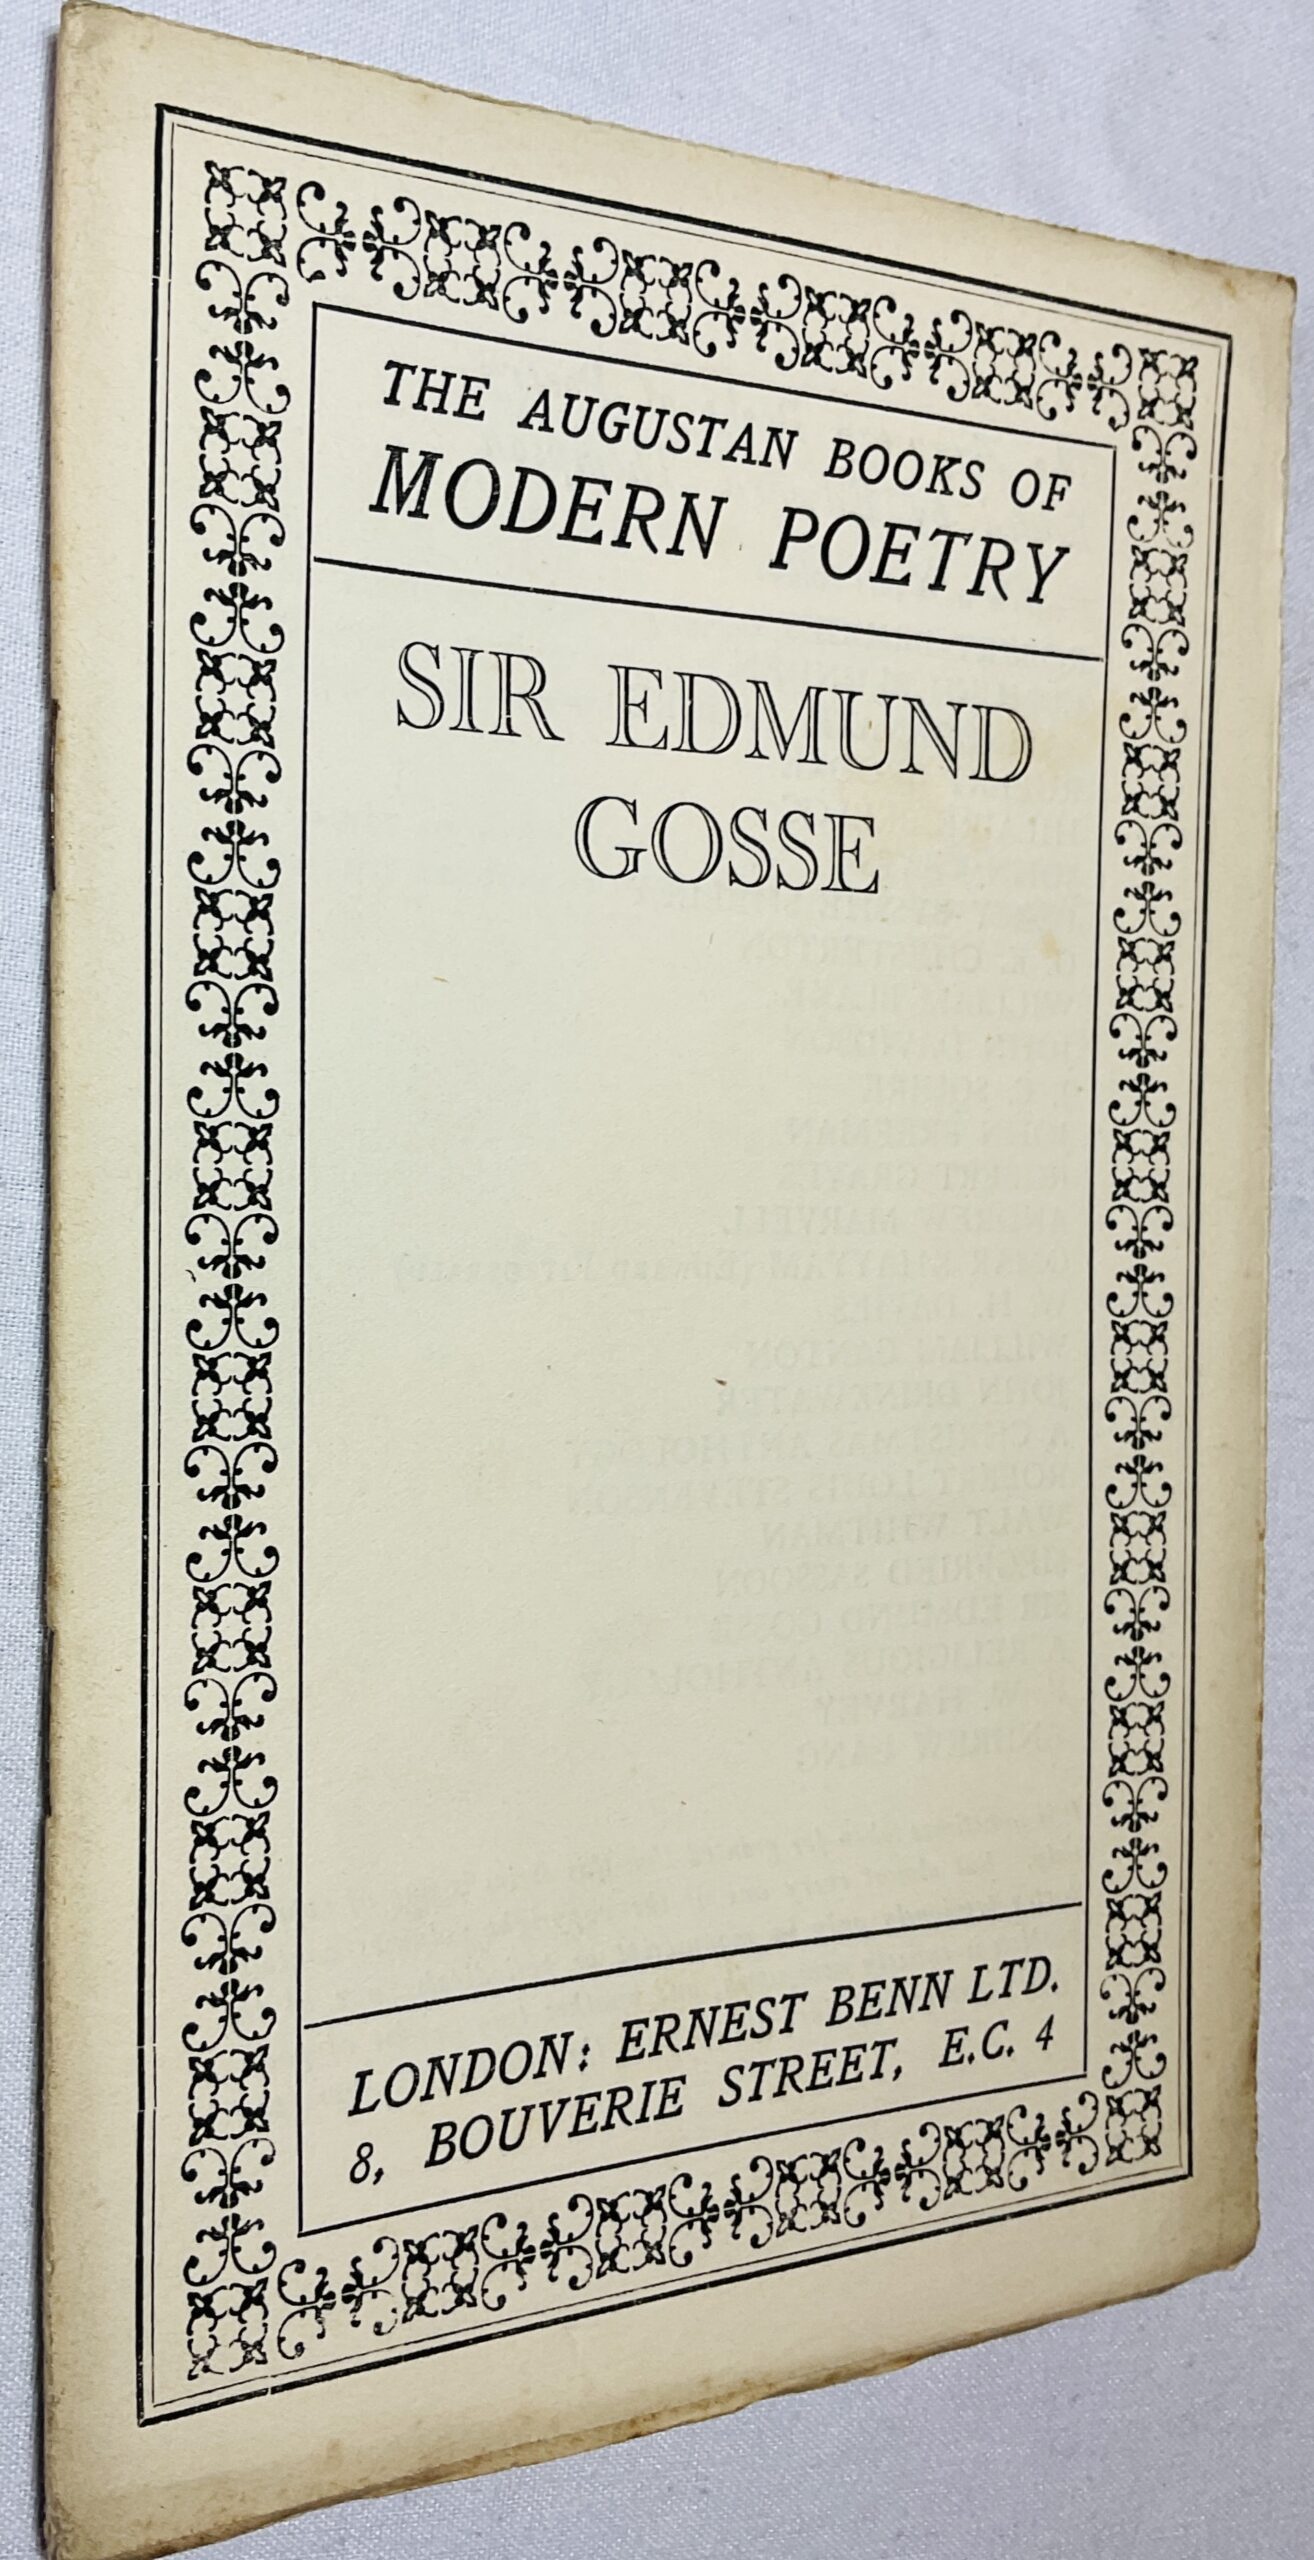 THE AUGUSTAN BOOKS OF
MODERN POETRY
SIR EDMUND
GOSSE
LONDON: ERNEST BENN LTD.
8, BOUVERIE STREET, E.C. 4